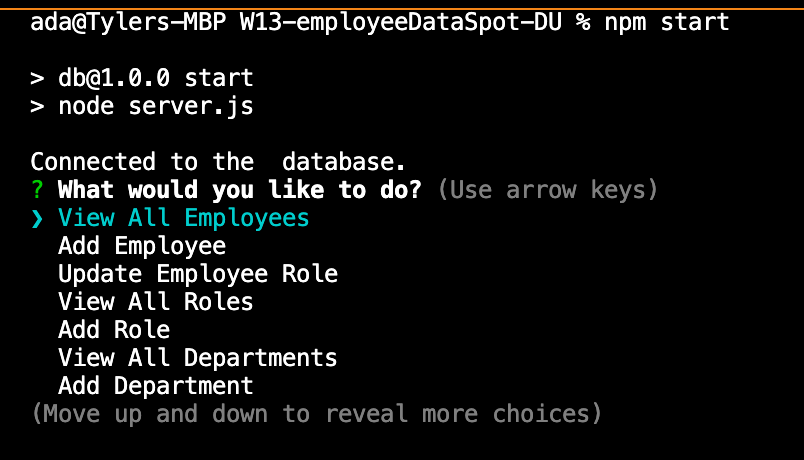 ada@Tylers-MBP W13-employeeDataSpot-DU % npm start
> db@1.0.0 start
> node server.js
Connected to the  database.
? What would you like to do? (Use arrow keys)
❯ View All Employees
Add Employee
Update Employee Role
View All Roles
Add Role
View All Departments
Add Department
(Move up and down to reveal more choices)